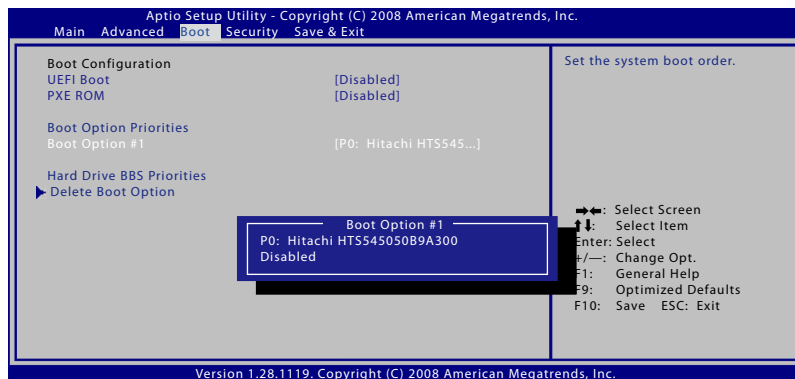 Aptio Setup Utility - Copyright (C) 2008 American Megatrends, Inc.
Main Advanced Boot Security Save & Exit
Boot Configuration
UEFI Boot [Disabled]
PXE ROM [Disabled]
Boot Option Priorities
Boot Option #1 [P0: Hitachi HTS545...]
Hard Drive BBS Priorities
Delete Boot Option
Boot Option #1
P0: Hitachi HTS545050B9A300
Disabled
Set the system boot order.
→←: Select Screen
↑↓: Select Item
Enter: Select
+/—: Change Opt.
F1: General Help
F9: Optimized Defaults
F10: Save ESC: Exit
Version 1.28.1119. Copyright (C) 2008 American Megatrends, Inc.